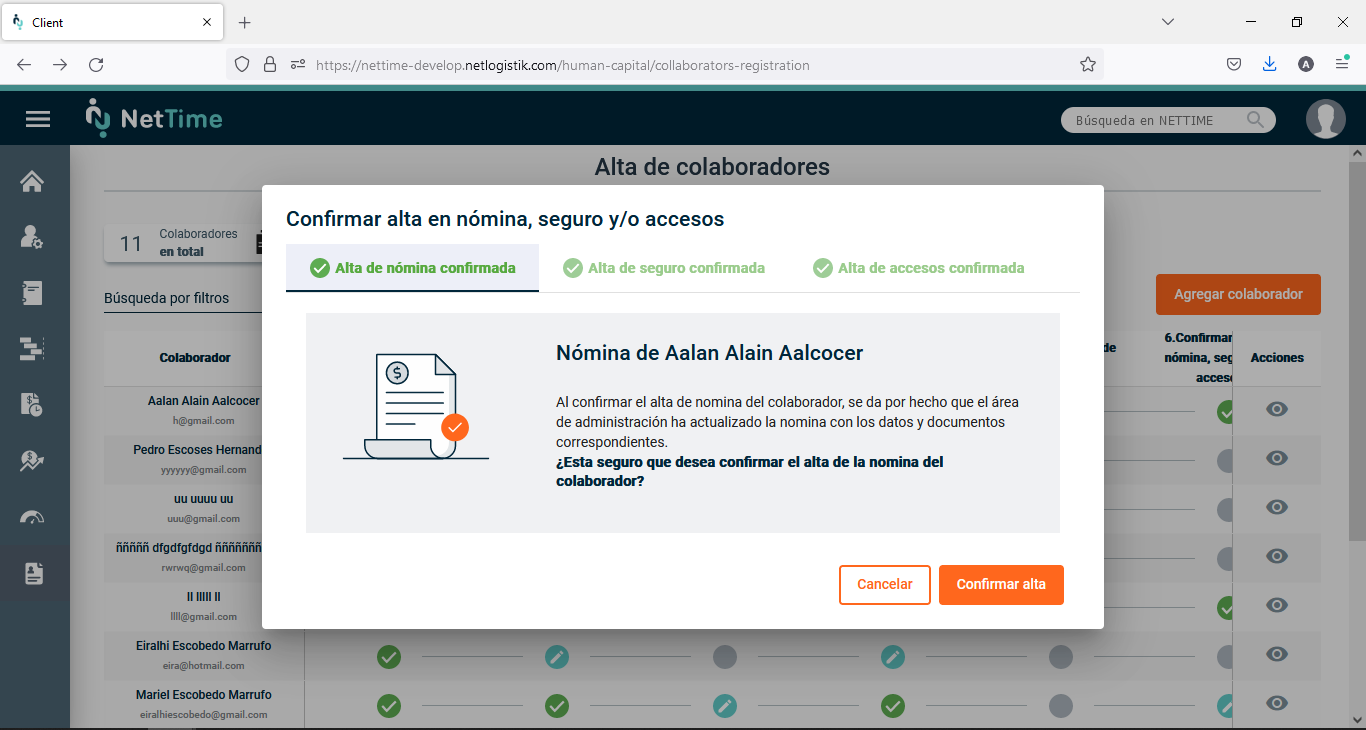 Client
https://nettime-develop.netlogistik.com/human-capital/collaborators-registration
A
NetTime
Búsqueda en NETTIME
Alta de colaboradores
11
Colaboradores
en total
Búsqueda por filtros
Agregar colaborador
Confirmar alta en nómina, seguro y/o accesos
Alta de nómina confirmada
Alta de seguro confirmada
Alta de accesos confirmada
$
Nómina de Aalan Alain Aalcocer
Al confirmar el alta de nomina del colaborador, se da por hecho que el área
de administración ha actualizado la nomina con los datos y documentos
correspondientes.
¿Esta seguro que desea confirmar el alta de la nomina del
colaborador?
Cancelar
Confirmar alta
Colaborador
de
6.Confirmar
nómina, seg
acceso
Acciones
Aalan Alain Aalcocer
h@gmail.com
Pedro Escoses Hernand
yyyyyy@gmail.com
uu uuuu uu
uuu@gmail.com
ñññññ dfgdfgfdgd ñññññññ
rwrwq@gmail.com
ll lllll ll
llll@gmail.com
Eiralhi Escobedo Marrufo
eira@hotmail.com
Mariel Escobedo Marrufo
eiralhiescobedo@gmail.com